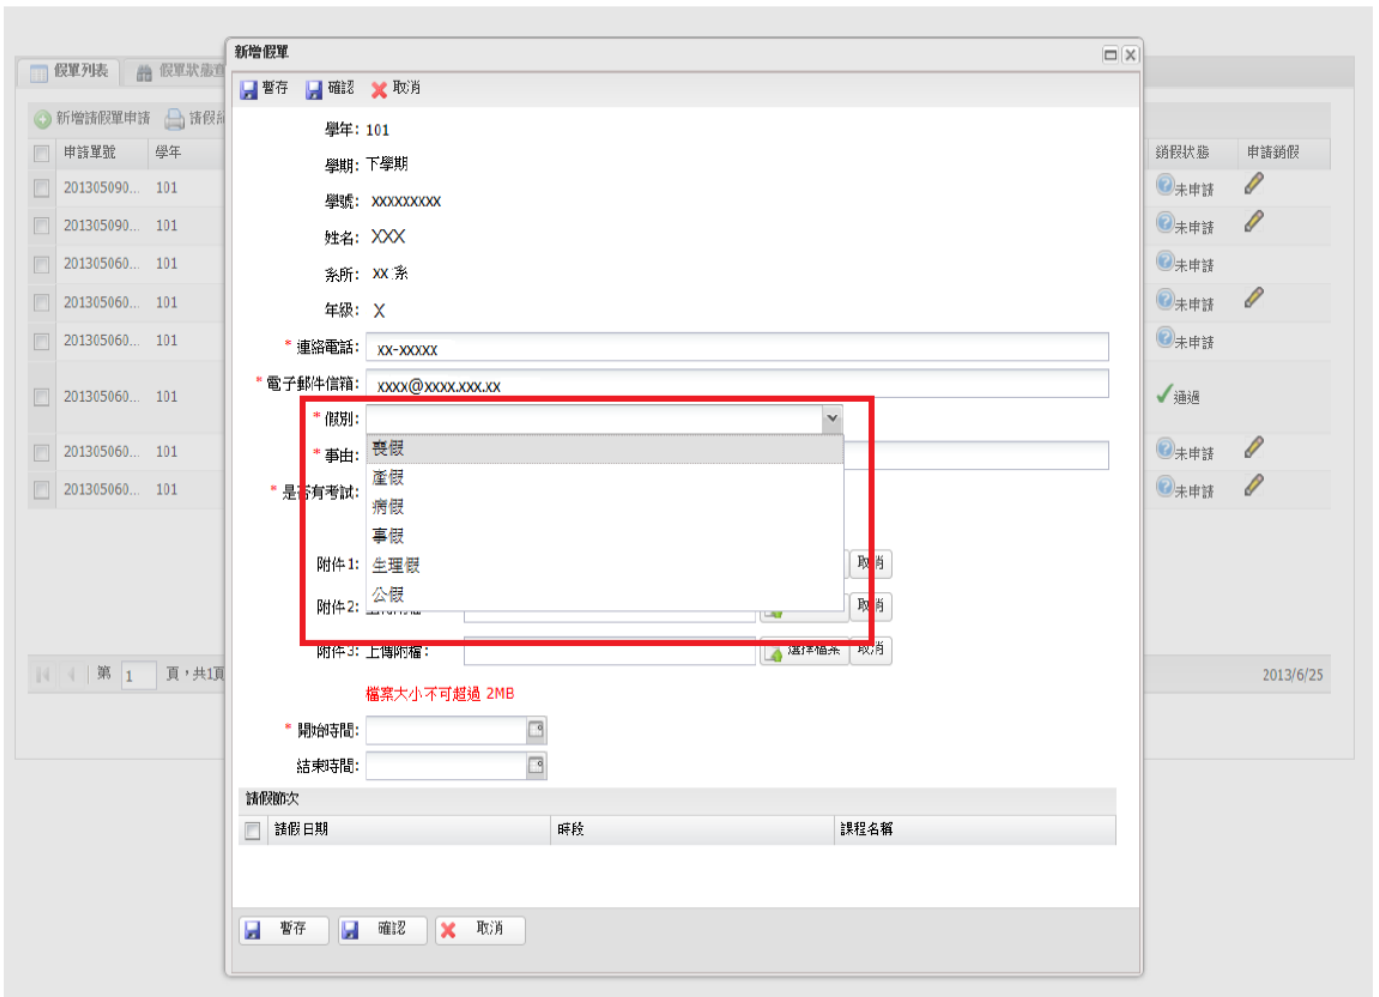 新增假單
假單列表 假單狀態查
暫存 確認 取消
新增請假單申請 請假
學年: 101
申請單號 學年 銷假狀態 申請銷假
學期: 下學期
201305090... 101 未申請
學號: xxxxxxxxx
201305090... 101 未申請
姓名: XXX
201305060... 101 未申請
系所: xx 系
201305060... 101 未申請
年級: X
201305060... 101 未申請
* 連絡電話: xx-xxxxx
* 電子郵件信箱: xxxx@xxxx.xxx.xx
201305060... 101 通過
* 假別:
喪假
* 事由:
201305060... 101 未申請
產假
* 是否有考試:
201305060... 101 未申請
病假
事假
附件1: 生理假 取消
公假
附件2: 取消
附件3: 上傳附檔: 選擇檔案 取消
第 1 頁,共1頁 2013/6/25
檔案大小不可超過 2MB
* 開始時間:
結束時間:
請假節次
請假日期 時段 課程名稱
暫存 確認 取消